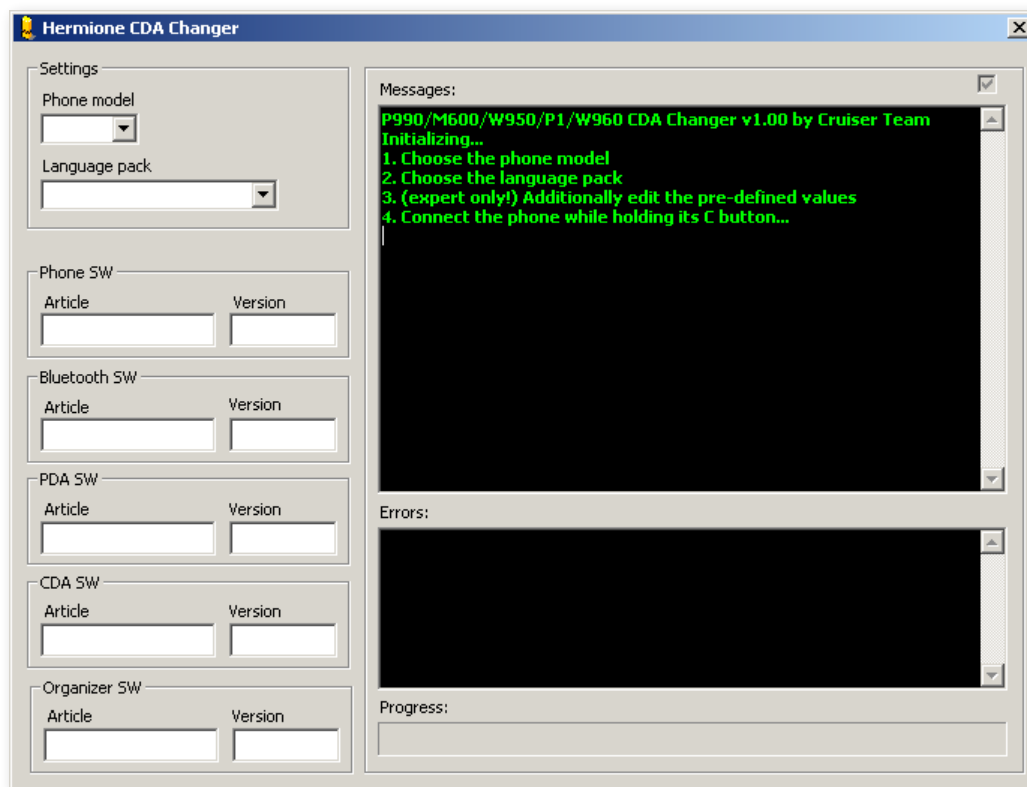 Hermione CDA Changer
Settings
Phone model
Language pack
Phone SW
Article Version
Bluetooth SW
Article Version
PDA SW
Article Version
CDA SW
Article Version
Organizer SW
Article Version
Messages:
P990/M600/W950/P1/W960 CDA Changer v1.00 by Cruiser Team
Initializing...
1. Choose the phone model
2. Choose the language pack
3. (expert only!) Additionally edit the pre-defined values
4. Connect the phone while holding its C button...
Errors:
Progress: